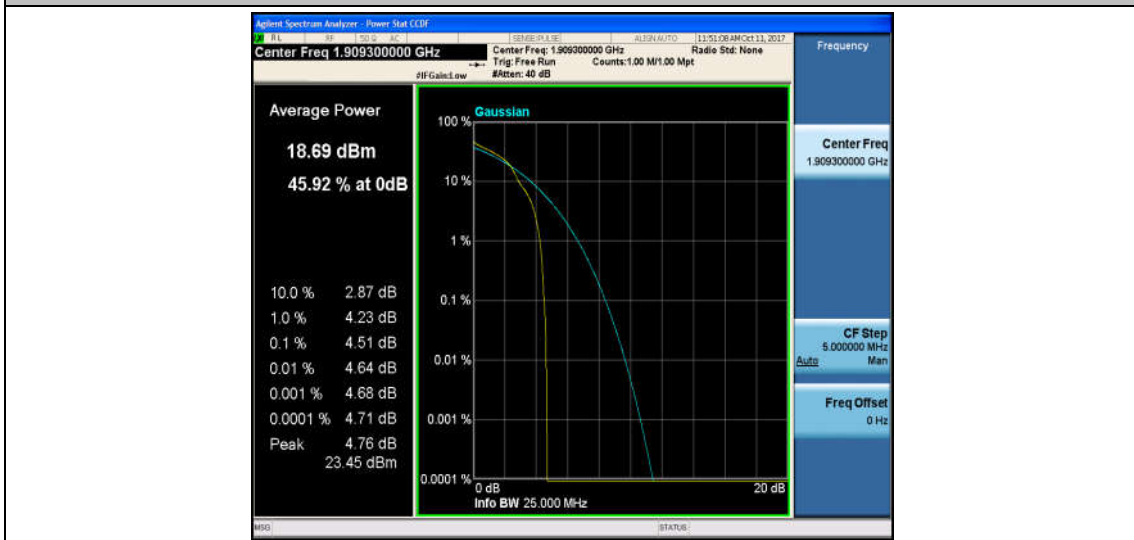 Agilent Spectrum Analyzer - Power Stat CCDF
RL RF 50 Ω AC SENSE:PULSE ALIGN AUTO 11:51:08 AM Oct 11, 2017
Center Freq 1.909300000 GHz
Center Freq: 1.909300000 GHz Radio Std: None
Trig: Free Run Counts:1.00 M/1.00 Mpt
#IFGain:Low #Atten: 40 dB
Frequency
Average Power
18.69 dBm
45.92 % at 0dB
10.0 % 2.87 dB
1.0 % 4.23 dB
0.1 % 4.51 dB
0.01 % 4.64 dB
0.001 % 4.68 dB
0.0001 % 4.71 dB
Peak 4.76 dB
23.45 dBm
Gaussian
100 %
10 %
1 %
0.1 %
0.01 %
0.001 %
0.0001 %
0 dB 20 dB
Info BW 25.000 MHz
Center Freq
1.909300000 GHz
CF Step
5.000000 MHz
Auto Man
Freq Offset
0 Hz
MSG STATUS